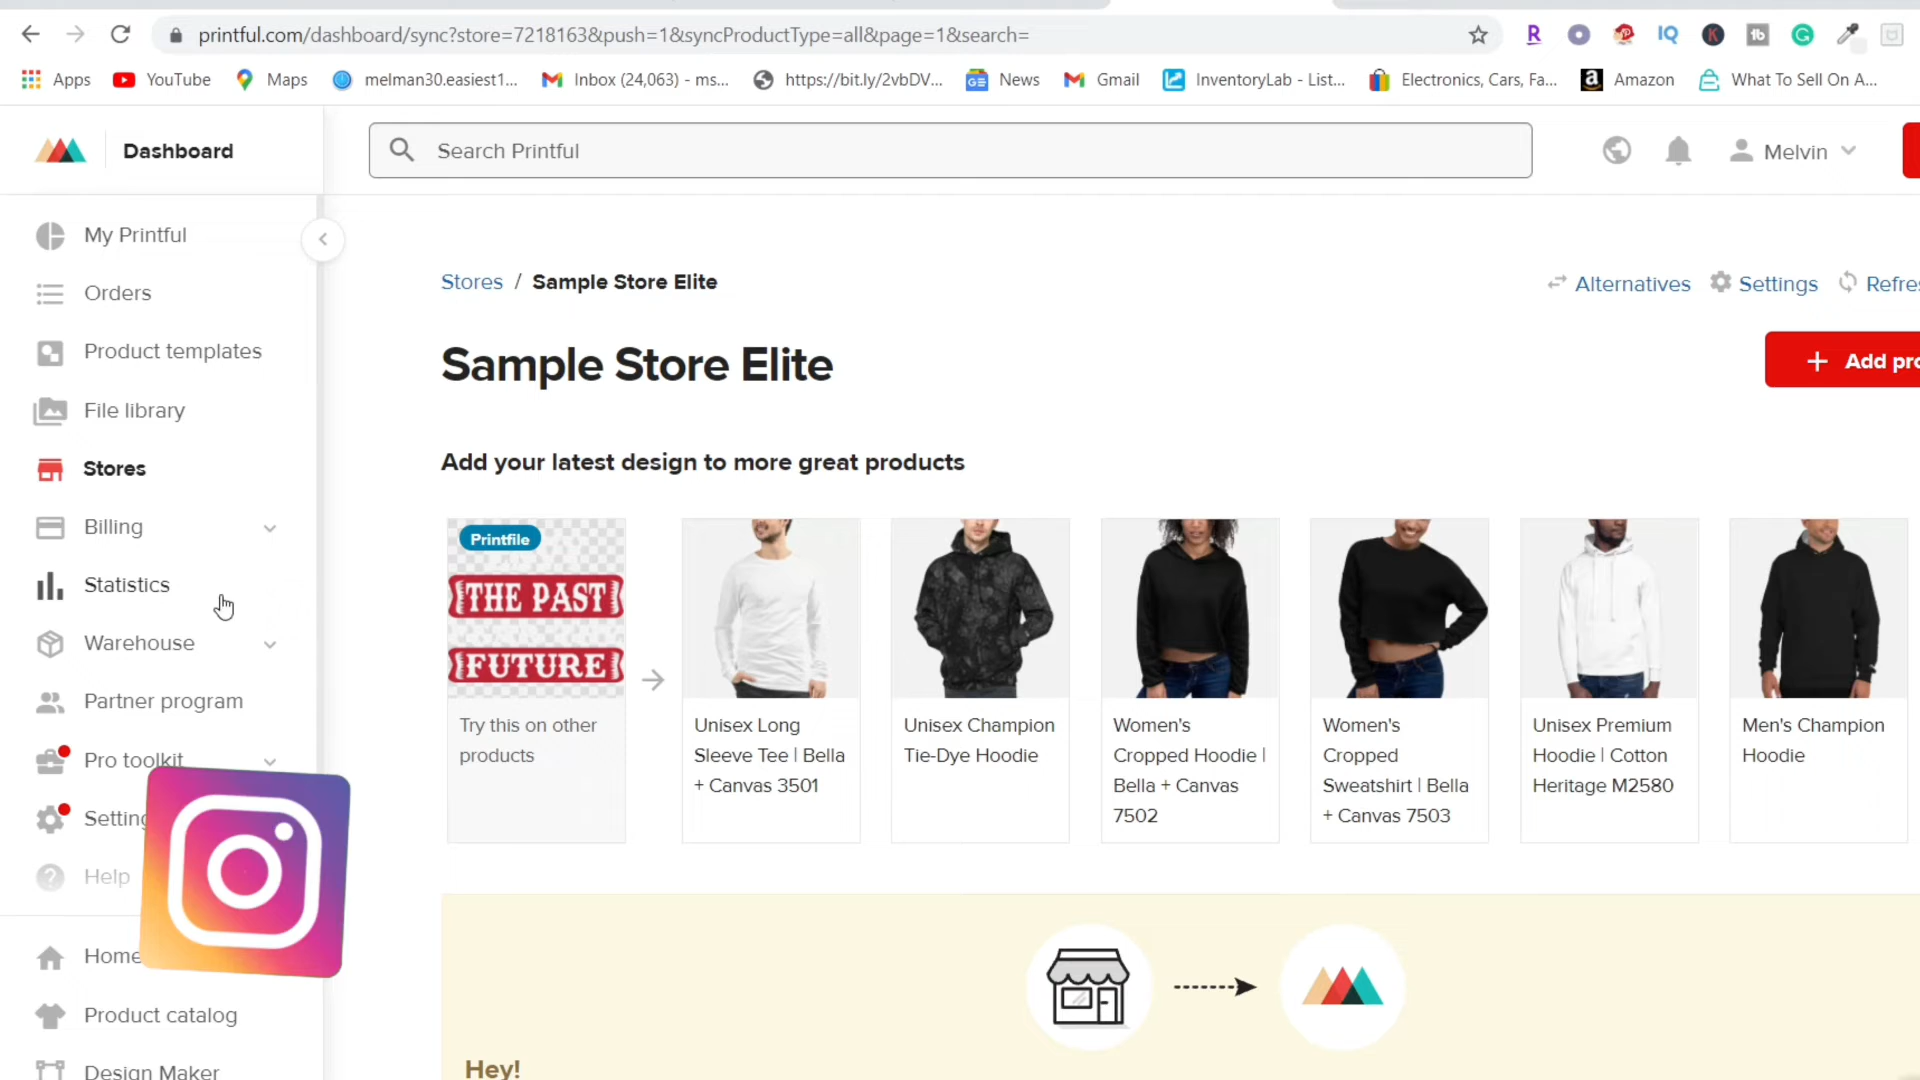 printful.com/dashboard/sync?store=7218163&push=1&syncProductType=all&page=1&search=
Apps YouTube Maps melman30.easiest1... Inbox (24,063) - ms... https://bit.ly/2vbDV... News Gmail InventoryLab - List... Electronics, Cars, Fa... Amazon What To Sell On A...
Dashboard
Search Printful
Melvin
My Printful
Orders
Product templates
File library
Stores
Billing
Statistics
Warehouse
Partner program
Pro toolkit
Setting
Help
Home
Product catalog
Design Maker
Stores / Sample Store Elite
Alternatives Settings Refres
Sample Store Elite
+ Add pro
Add your latest design to more great products
Printfile
THE PAST
FUTURE
Try this on other
products
Unisex Long
Sleeve Tee | Bella
+ Canvas 3501
Unisex Champion
Tie-Dye Hoodie
Women's
Cropped Hoodie |
Bella + Canvas
7502
Women's
Cropped
Sweatshirt | Bella
+ Canvas 7503
Unisex Premium
Hoodie | Cotton
Heritage M2580
Men's Champion
Hoodie
Hey!